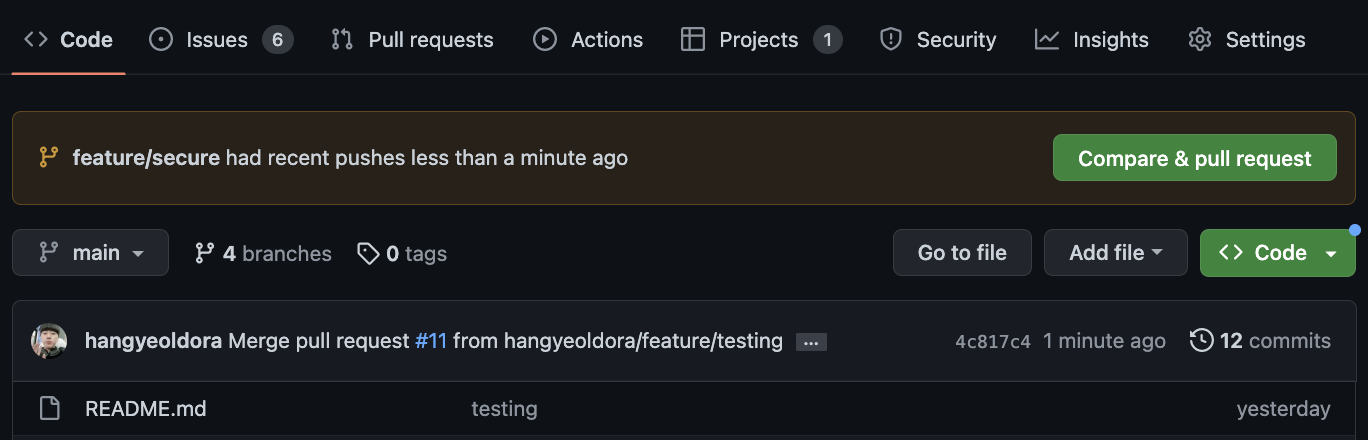 Code Issues 6 Pull requests Actions Projects 1 Security Insights Settings
feature/secure had recent pushes less than a minute ago Compare & pull request
main 4 branches 0 tags Go to file Add file Code
hangyeoldora Merge pull request #11 from hangyeoldora/feature/testing ... 4c817c4 1 minute ago 12 commits
README.md testing yesterday